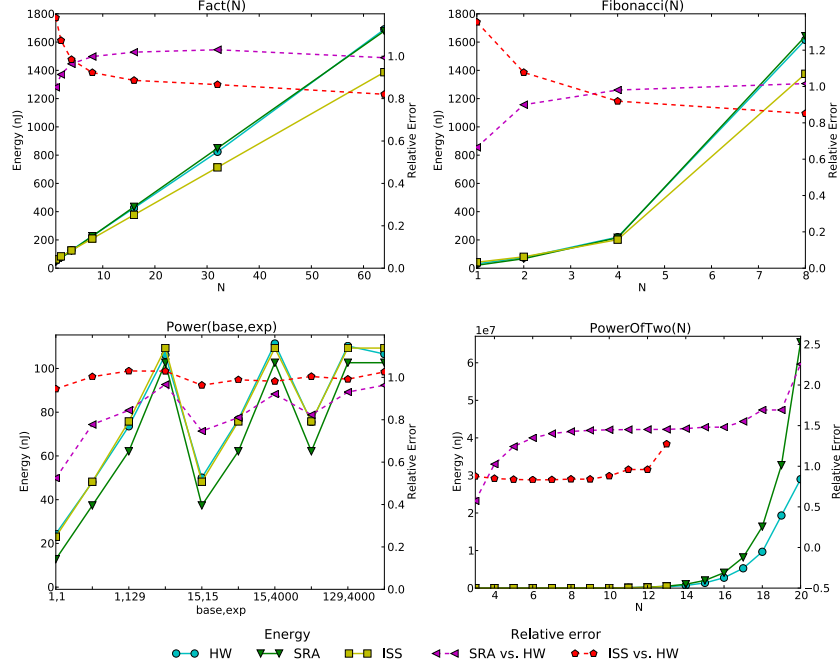 Fact(N)
1800
1600
1400
1200
1000
800
600
400
200
0
Energy (nJ)
10 20 30 40 50 60
N
1.0
0.8
0.6
0.4
0.2
0.0
Relative Error
Fibonacci(N)
1800
1600
1400
1200
1000
800
600
400
200
0
Energy (nJ)
1 2 3 4 5 6 7 8
N
1.2
1.0
0.8
0.6
0.4
0.2
0.0
Relative Error
Power(base,exp)
100
80
60
40
20
0
Energy (nJ)
1,1 1,129 15,15 15,4000 129,4000
base,exp
1.0
0.8
0.6
0.4
0.2
0.0
Relative Error
1e7 PowerOfTwo(N)
6
5
4
3
2
1
0
Energy (nJ)
4 6 8 10 12 14 16 18 20
N
2.5
2.0
1.5
1.0
0.5
0.0
−0.5
Relative Error
Energy Relative error
HW SRA ISS SRA vs. HW ISS vs. HW